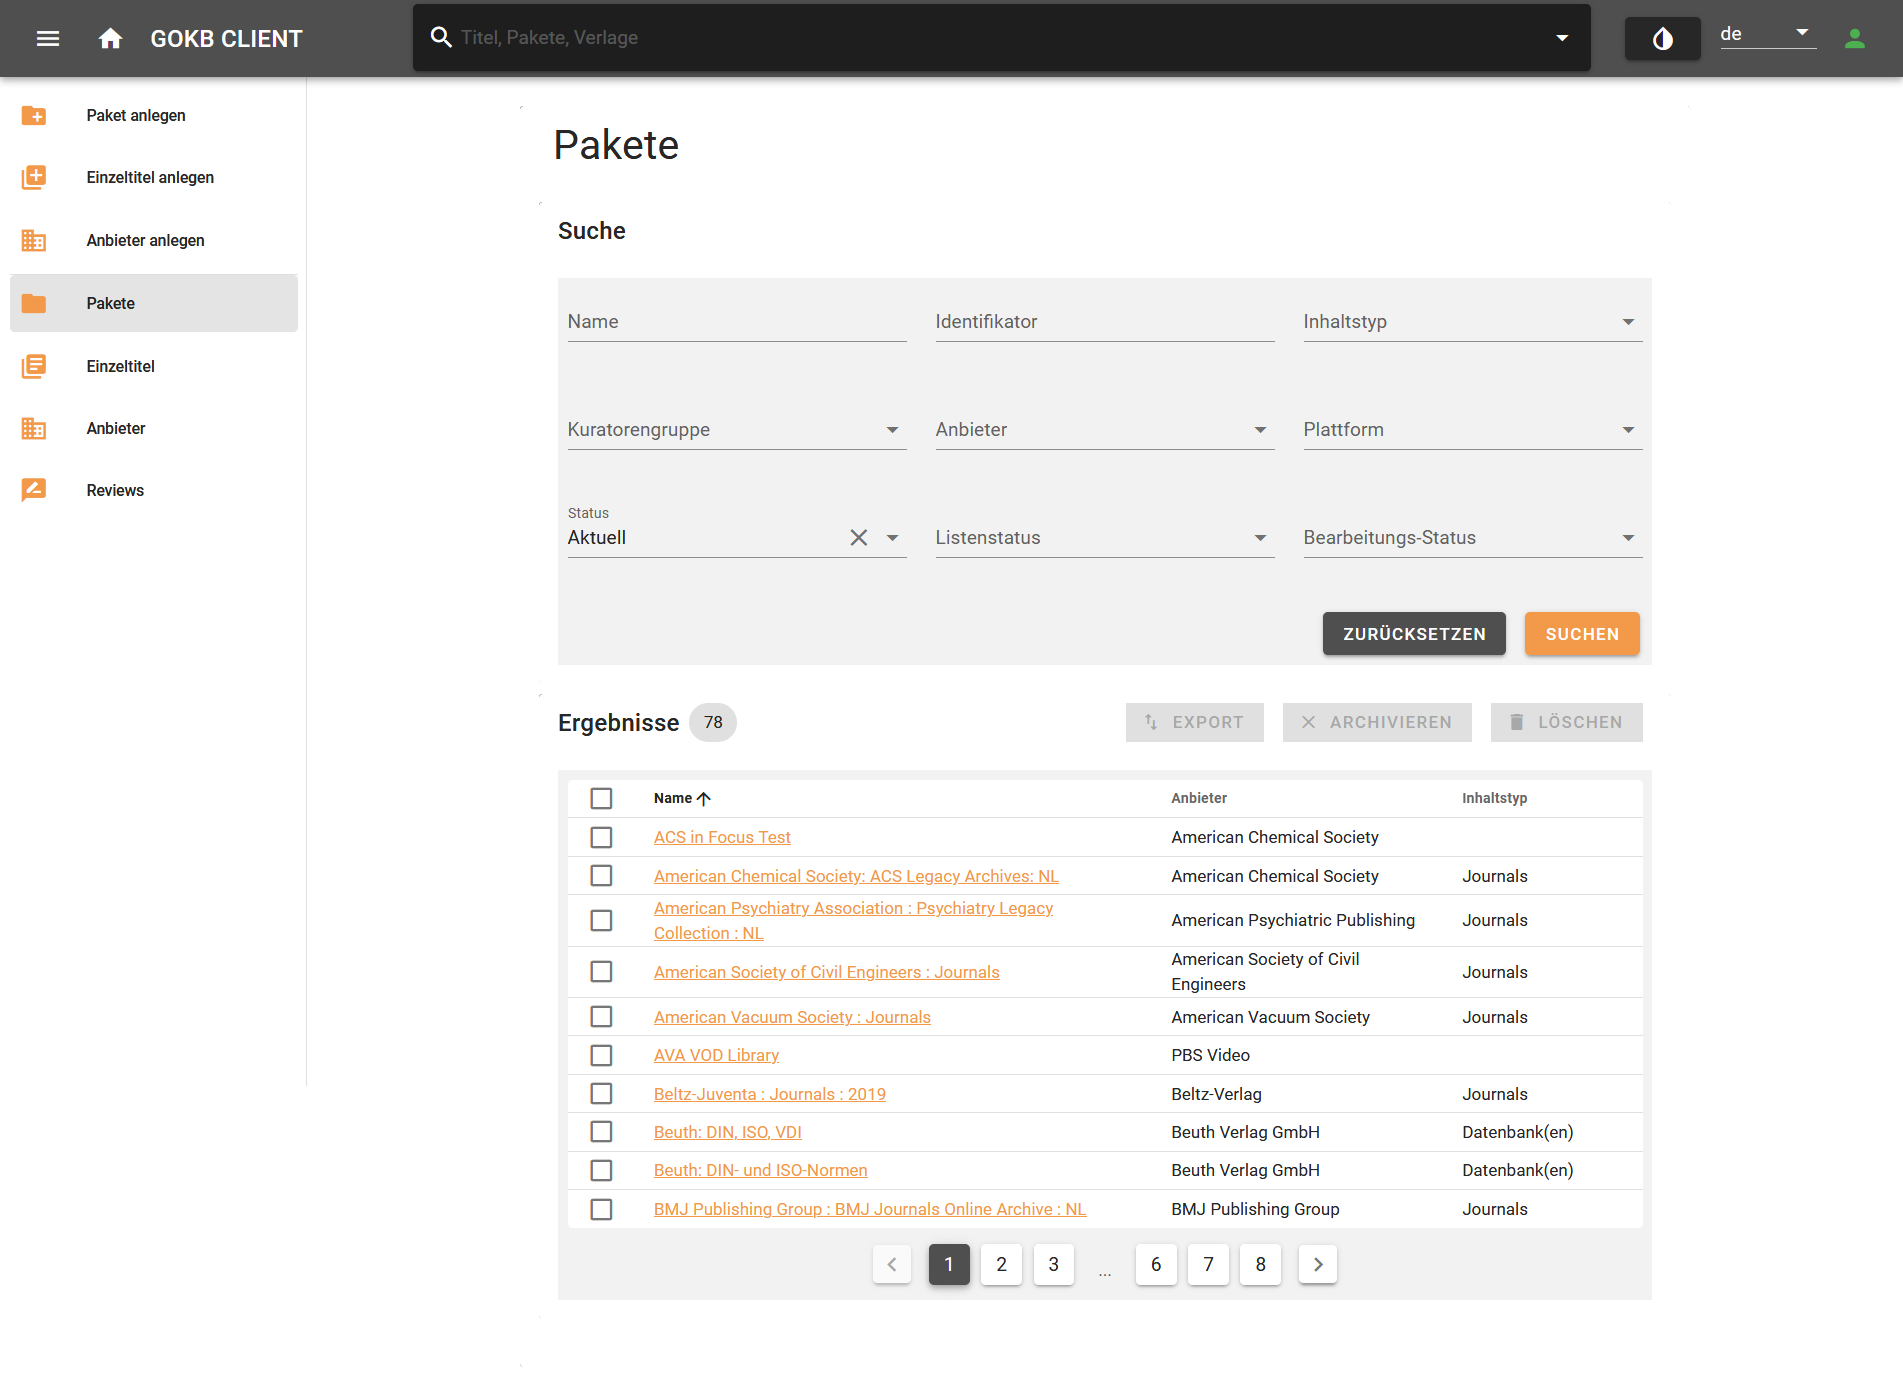 GOKB CLIENT
Titel, Pakete, Verlage
de
Paket anlegen
Einzeltitel anlegen
Anbieter anlegen
Pakete
Einzeltitel
Anbieter
Reviews
Pakete
Suche
Name
Identifikator
Inhaltstyp
Kuratorengruppe
Anbieter
Plattform
Status
Aktuell
Listenstatus
Bearbeitungs-Status
ZURÜCKSETZEN
SUCHEN
Ergebnisse 78
EXPORT
ARCHIVIEREN
LÖSCHEN
Name Anbieter Inhaltstyp
ACS in Focus Test American Chemical Society
American Chemical Society: ACS Legacy Archives: NL American Chemical Society Journals
American Psychiatry Association : Psychiatry Legacy
Collection : NL American Psychiatric Publishing Journals
American Society of Civil Engineers : Journals American Society of Civil
Engineers Journals
American Vacuum Society : Journals American Vacuum Society Journals
AVA VOD Library PBS Video
Beltz-Juventa : Journals : 2019 Beltz-Verlag Journals
Beuth: DIN, ISO, VDI Beuth Verlag GmbH Datenbank(en)
Beuth: DIN- und ISO-Normen Beuth Verlag GmbH Datenbank(en)
BMJ Publishing Group : BMJ Journals Online Archive : NL BMJ Publishing Group Journals
1 2 3 ... 6 7 8